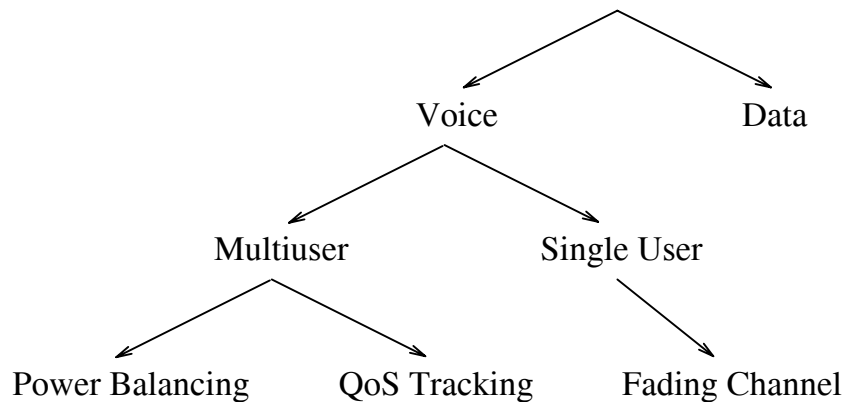 Voice
Data
Multiuser
Single User
Power Balancing
QoS Tracking
Fading Channel